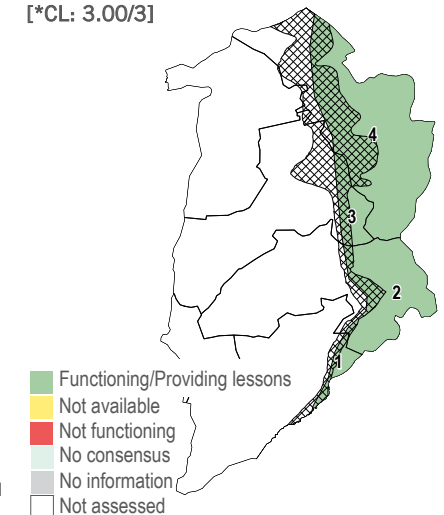 [*CL: 3.00/3]
4
3
2
1
Functioning/Providing lessons
Not available
Not functioning
No consensus
No information
Not assessed